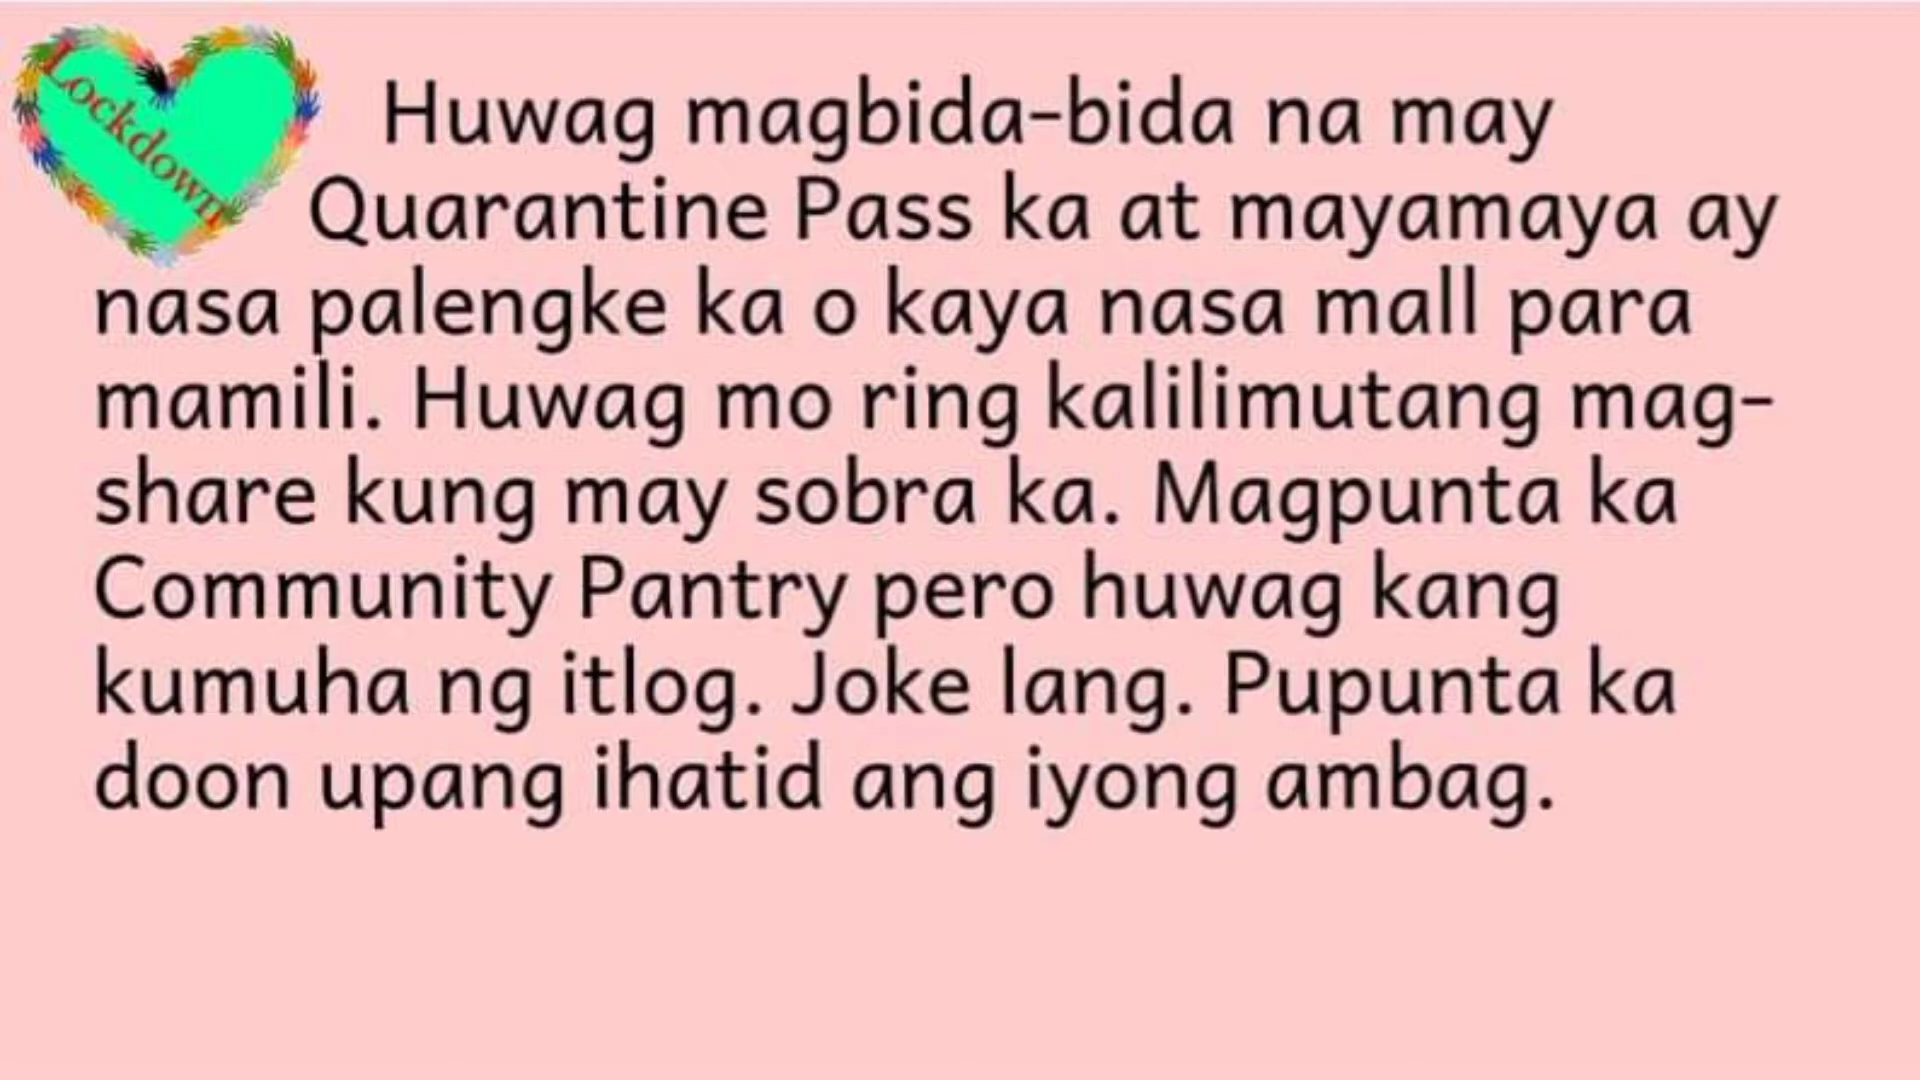 Lockdown
Huwag magbida-bida na may
Quarantine Pass ka at mayamaya ay
nasa palengke ka o kaya nasa mall para
mamili. Huwag mo ring kalilimutang mag-
share kung may sobra ka. Magpunta ka
Community Pantry pero huwag kang
kumuha ng itlog. Joke lang. Pupunta ka
doon upang ihatid ang iyong ambag.